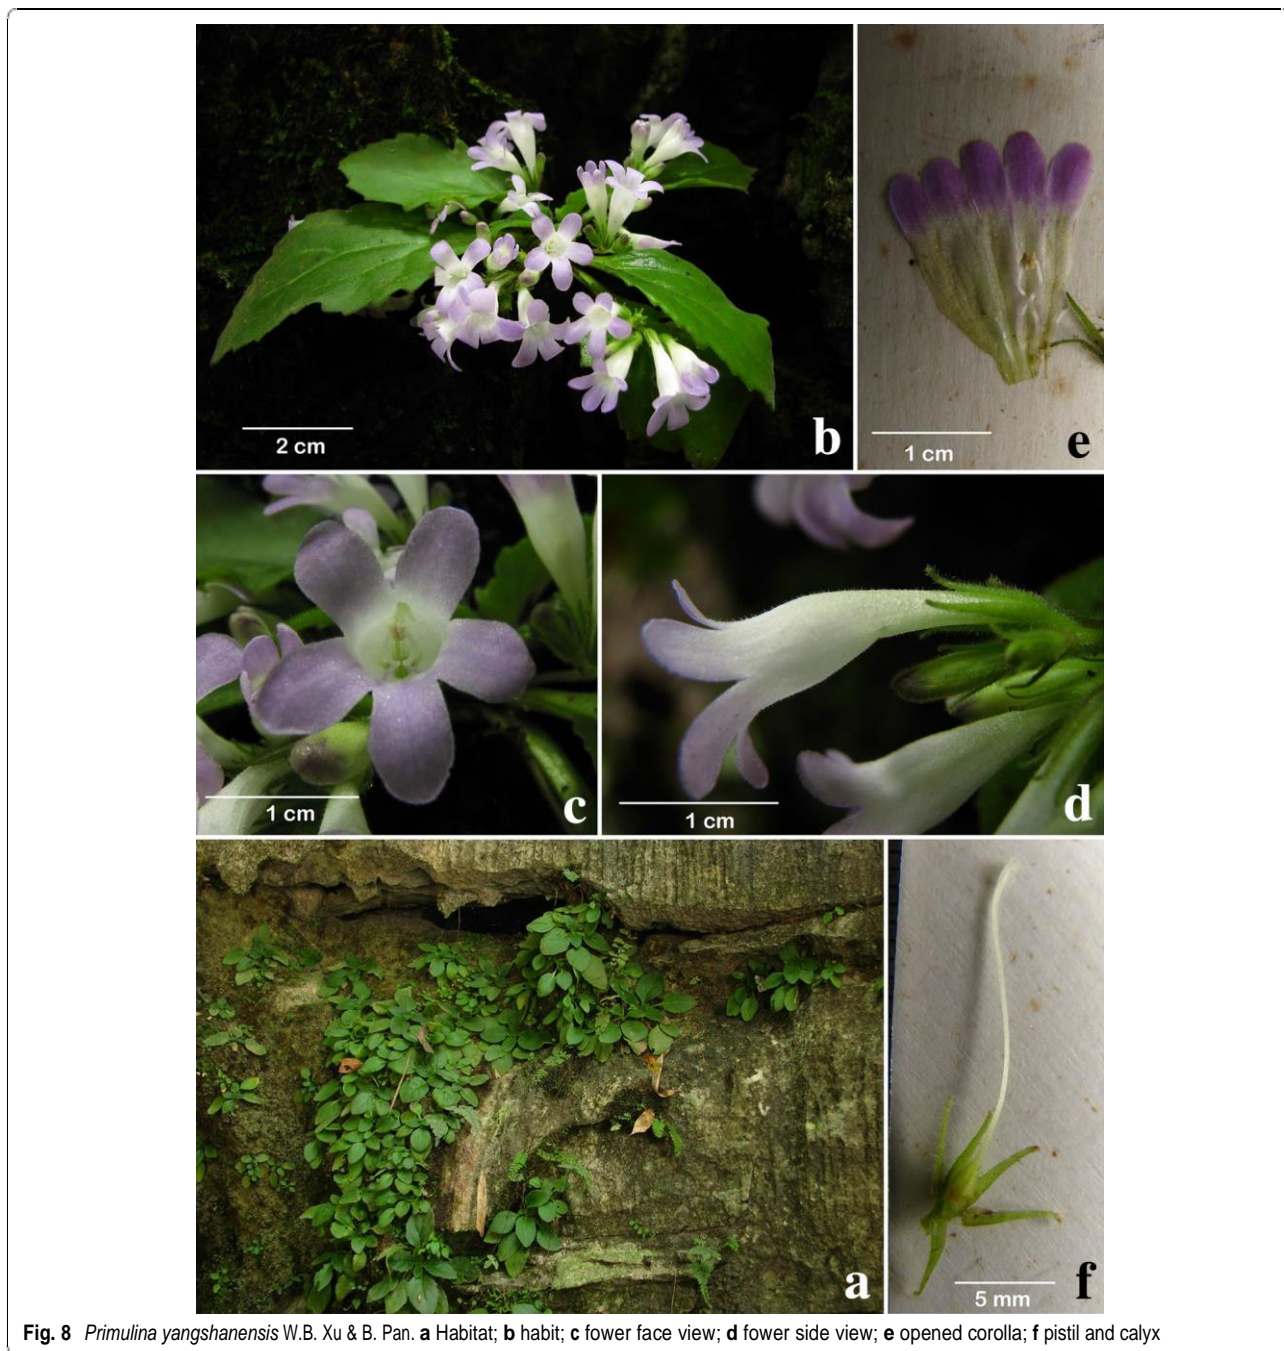 b
2 cm
e
1 cm
c
1 cm
d
1 cm
a
f
5 mm
Fig. 8 Primulina yangshanensis W.B. Xu & B. Pan. a Habitat; b habit; c fower face view; d fower side view; e opened corolla; f pistil and calyx